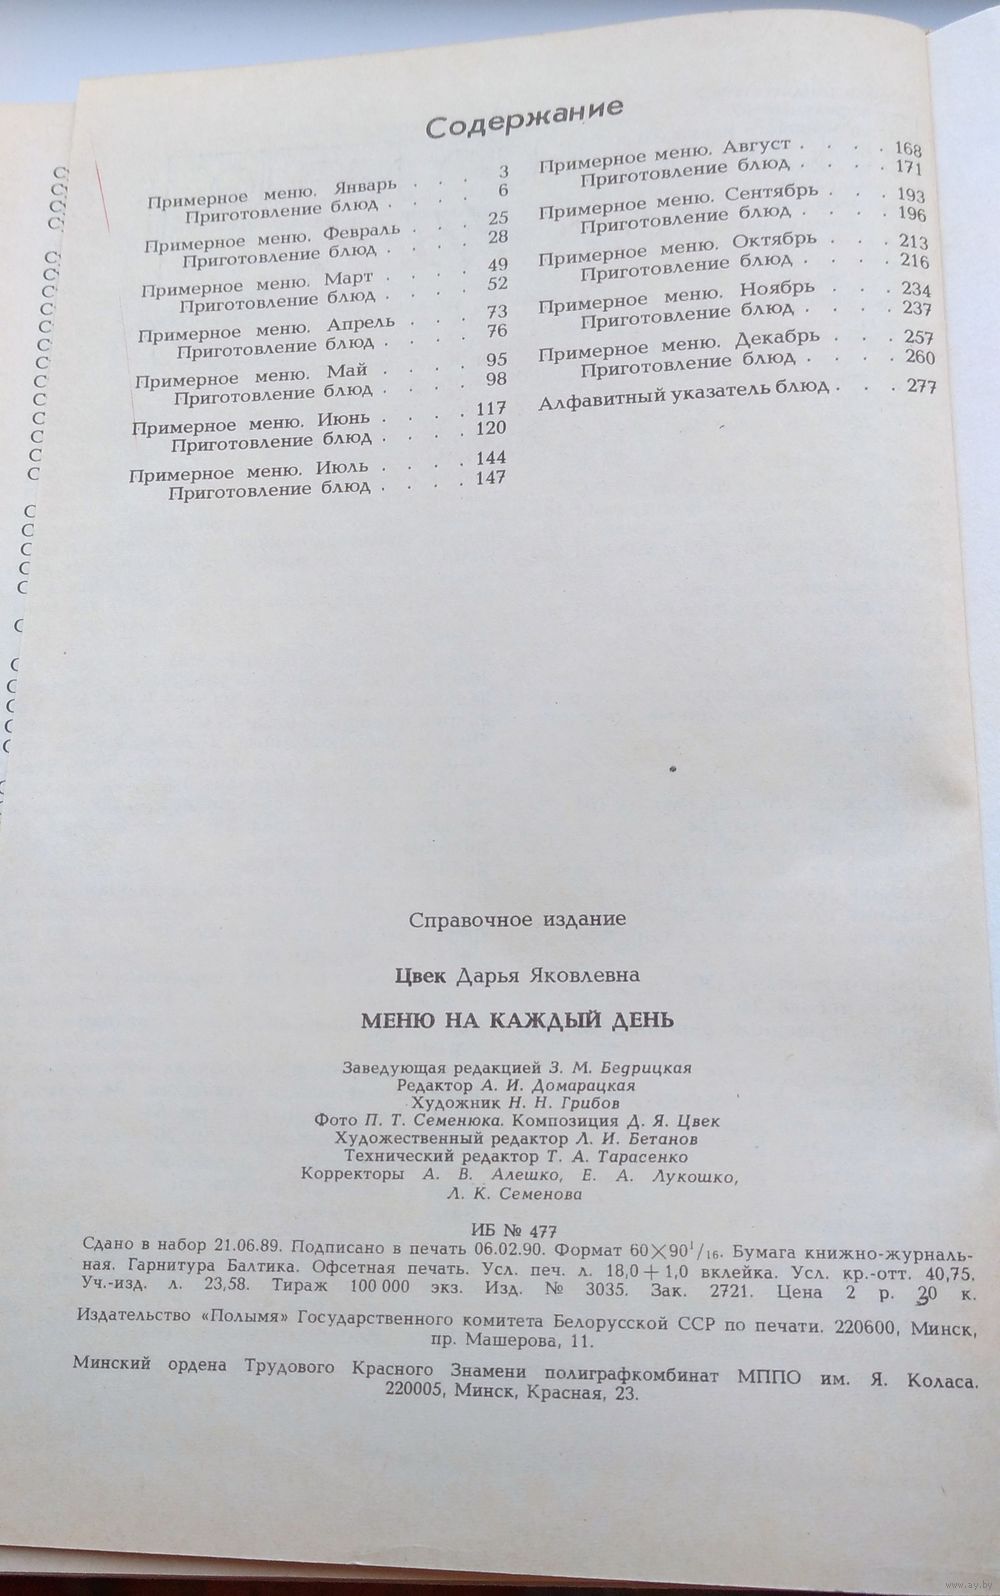 Содержание
Примерное меню. Январь . . . 3
Приготовление блюд . . . . 6
Примерное меню. Февраль . . . 25
Приготовление блюд . . . . 28
Примерное меню. Март . . . . 49
Приготовление блюд . . . . 52
Примерное меню. Апрель . . . 73
Приготовление блюд . . . . 76
Примерное меню. Май . . . . 95
Приготовление блюд . . . . 98
Примерное меню. Июнь . . . . 117
Приготовление блюд . . . . 120
Примерное меню. Июль . . . . 144
Приготовление блюд . . . . 147
Примерное меню. Август . . . . 168
Приготовление блюд . . . . 171
Примерное меню. Сентябрь . . . 193
Приготовление блюд . . . . 196
Примерное меню. Октябрь . . . 213
Приготовление блюд . . . . 216
Примерное меню. Ноябрь . . . 234
Приготовление блюд . . . . 237
Примерное меню. Декабрь . . . 257
Приготовление блюд . . . . 260
Алфавитный указатель блюд . . . 277
Справочное издание
Цвек Дарья Яковлевна
МЕНЮ НА КАЖДЫЙ ДЕНЬ
Заведующая редакцией З. М. Бедрицкая
Редактор А. И. Домарацкая
Художник Н. Н. Грибов
Фото П. Т. Семенюка. Композиция Д. Я. Цвек
Художественный редактор Л. И. Бетанов
Технический редактор Т. А. Тарасенко
Корректоры А. В. Алешко, Е. А. Лукошко,
Л. К. Семенова
ИБ № 477
Сдано в набор 21.06.89. Подписано в печать 06.02.90. Формат 60×90¹/₁₆. Бумага книжно-журналь-
ная. Гарнитура Балтика. Офсетная печать. Усл. печ. л. 18,0+1,0 вклейка. Усл. кр.-отт. 40,75.
Уч.-изд. л. 23,58. Тираж 100 000 экз. Изд. № 3035. Зак. 2721. Цена 2 р. 30 к.
Издательство «Полымя» Государственного комитета Белорусской ССР по печати. 220600, Минск,
пр. Машерова, 11.
Минский ордена Трудового Красного Знамени полиграфкомбинат МППО им. Я. Коласа.
220005, Минск, Красная, 23.
www.ay.by